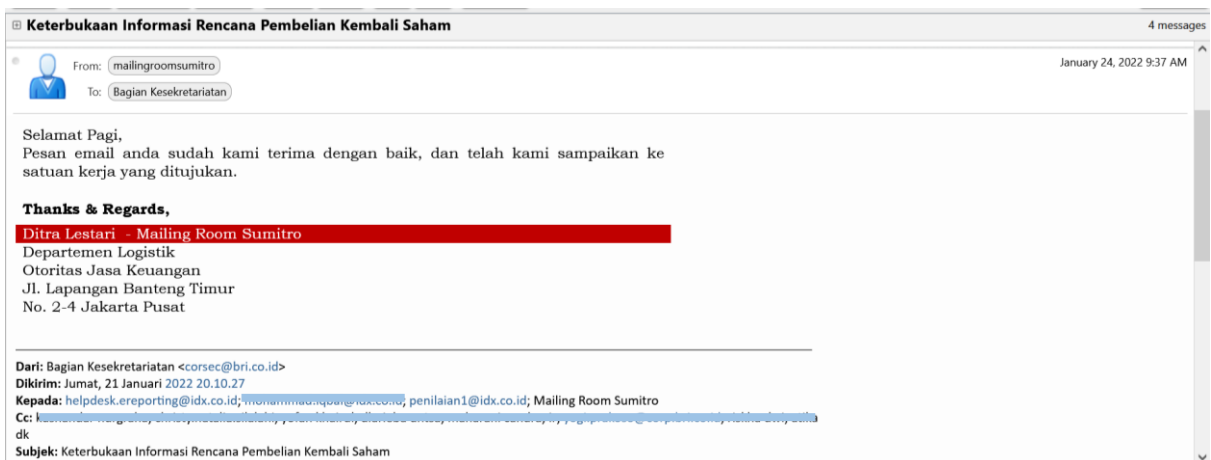 Keterbukaan Informasi Rencana Pembelian Kembali Saham
4 messages
From: mailingroomsumitro
January 24, 2022 9:37 AM
To: Bagian Kesekretariatan
Selamat Pagi,
Pesan email anda sudah kami terima dengan baik, dan telah kami sampaikan ke
satuan kerja yang ditujukan.
Thanks & Regards,
Ditra Lestari - Mailing Room Sumitro
Departemen Logistik
Otoritas Jasa Keuangan
Jl. Lapangan Banteng Timur
No. 2-4 Jakarta Pusat
Dari: Bagian Kesekretariatan <corsec@bri.co.id>
Dikirim: Jumat, 21 Januari 2022 20.10.27
Kepada: helpdesk.ereporting@idx.co.id; penilaian1@idx.co.id; Mailing Room Sumitro
Cc:
dk
Subjek: Keterbukaan Informasi Rencana Pembelian Kembali Saham